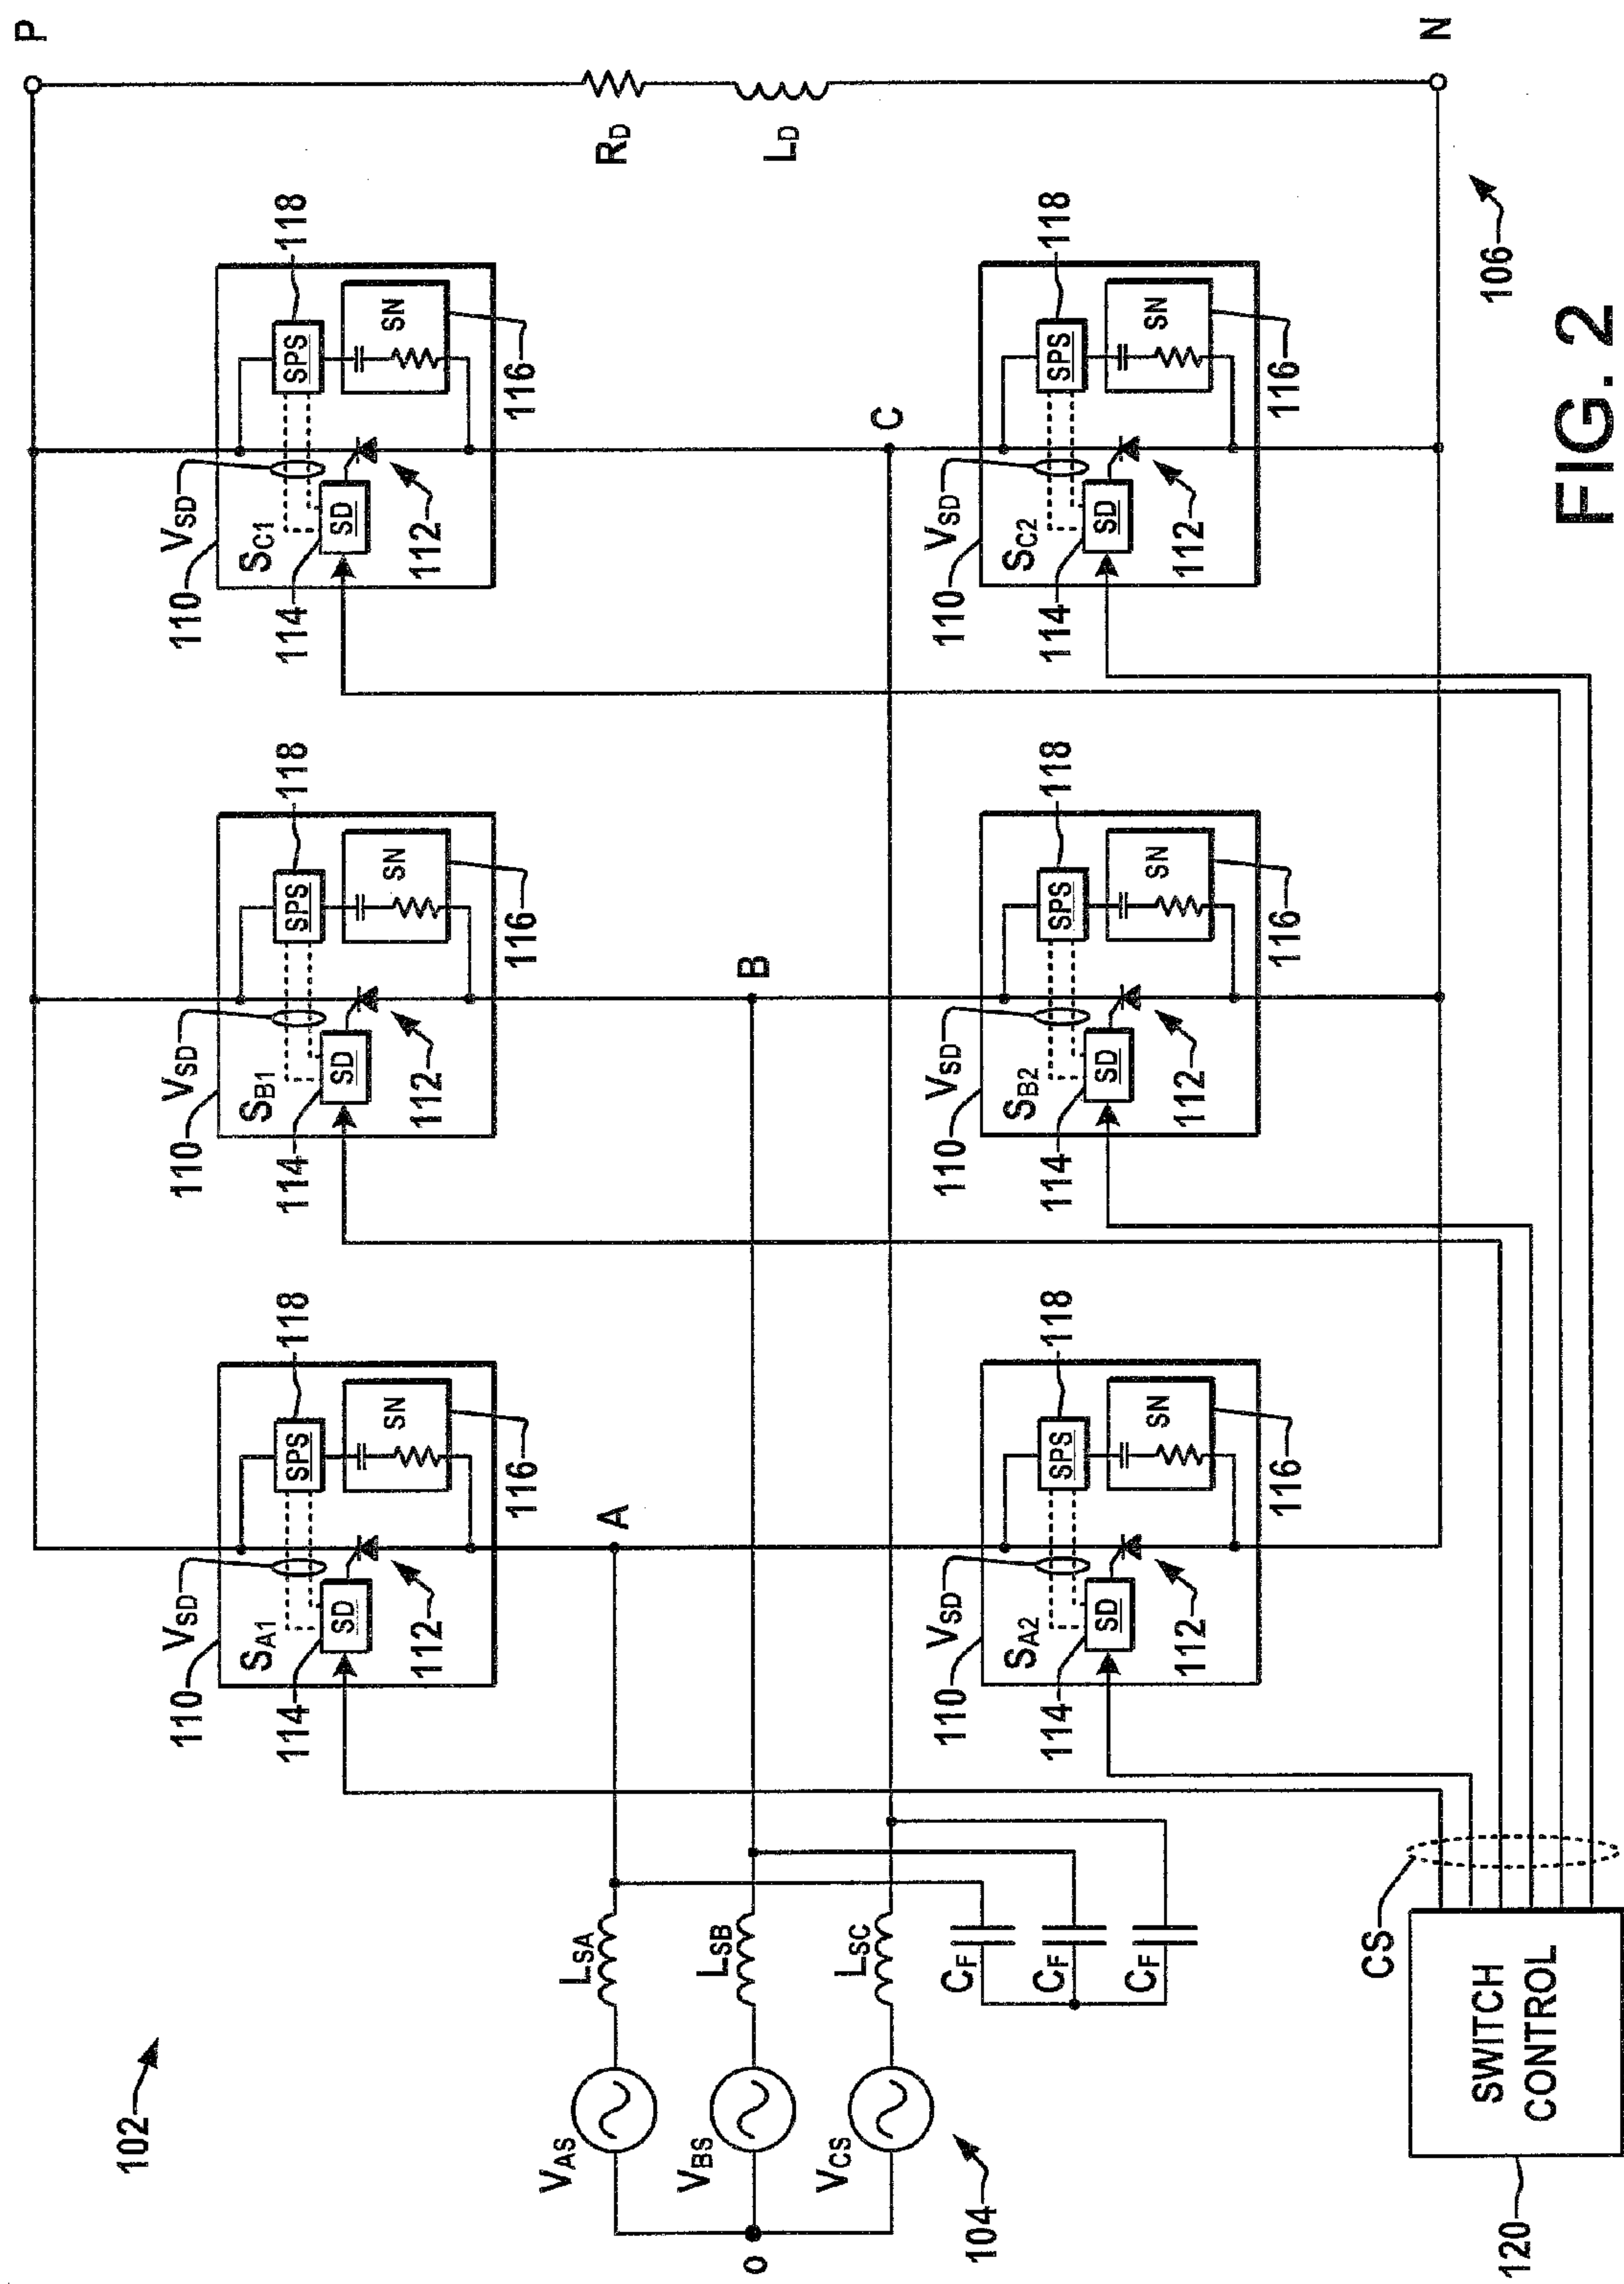 102
P
V_SD
110
S_A1
114
SD
SPS
118
SN
116
112
V_SD
110
S_B1
114
SD
SPS
118
SN
116
112
V_SD
110
S_C1
114
SD
SPS
118
SN
116
112
R_D
L_D
A
B
C
V_AS
L_SA
V_BS
L_SB
V_CS
L_SC
o
104
C_F
C_F
C_F
V_SD
110
S_A2
114
SD
SPS
118
SN
116
112
V_SD
110
S_B2
114
SD
SPS
118
SN
116
112
V_SD
110
S_C2
114
SD
SPS
118
SN
116
112
N
CS
SWITCH
CONTROL
120
106
FIG. 2